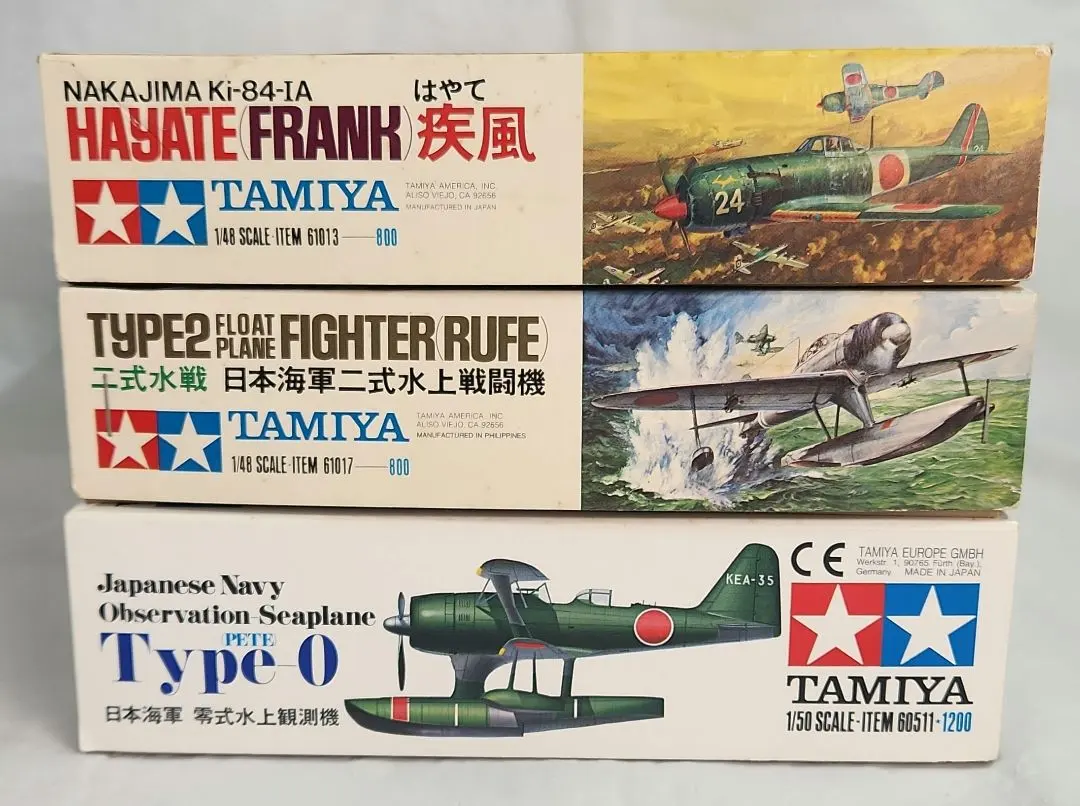 NAKAJIMA Ki-84-IA はやて
HAYATE (FRANK) 疾風
TAMIYA
TAMIYA AMERICA, INC.
ALISO VIEJO, CA 92656
MANUFACTURED IN JAPAN
1/48 SCALE·ITEM 61013 800
24
24
TYPE2 FLOAT PLANE FIGHTER (RUFE)
二式水戦 日本海軍二式水上戦闘機
TAMIYA
TAMIYA AMERICA, INC
ALISO VIEJO, CA 92656
MANUFACTURED IN PHILIPPINES
1/48 SCALE·ITEM 61017 800
Japanese Navy
Observation-Seaplane
(PETE)
Type-0
日本海軍 零式水上観測機
KEA-35
CE
TAMIYA EUROPE GMBH
Werkstr. 1, 90765 Fürth (Bay.),
Germany MADE IN JAPAN
TAMIYA
1/50 SCALE·ITEM 60511·1200